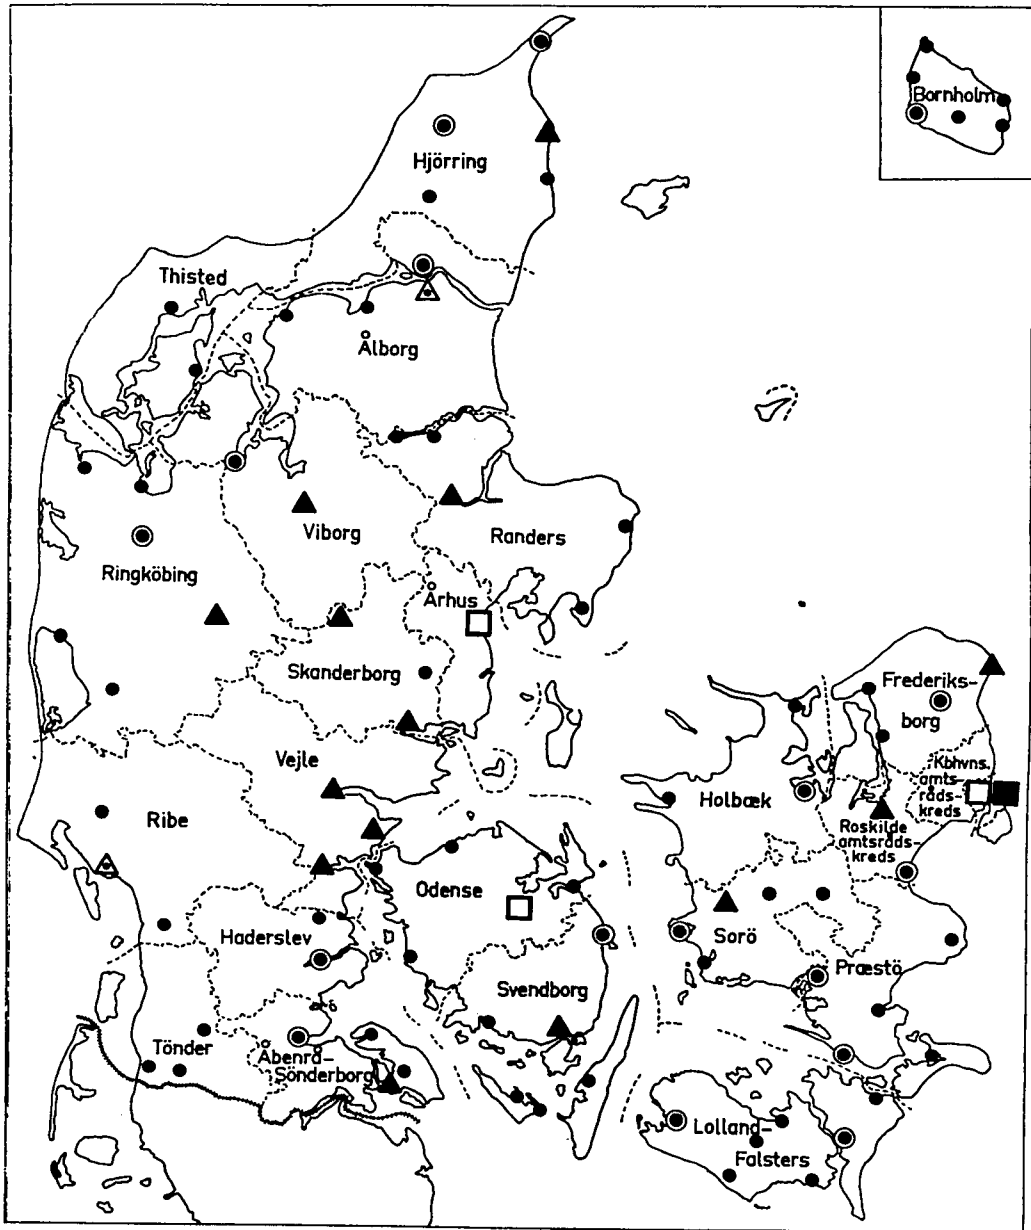 Bornholm
Hjörring
Thisted
Ålborg
Viborg
Randers
Ringköbing
Århus
Skanderborg
Frederiks-
borg
Vejle
Kbhvns.
amts-
råds-
kreds
Holbæk
Ribe
Roskilde
amtsråds-
kreds
Odense
Haderslev
Sorö
Præstö
Svendborg
Tönder
Åbenrå-
Sönderborg
Lolland-
Falsters